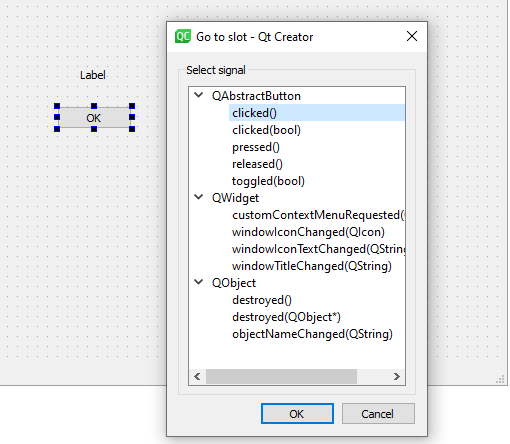 Label
OK
QC Go to slot - Qt Creator
Select signal
QAbstractButton
clicked()
clicked(bool)
pressed()
released()
toggled(bool)
QWidget
customContextMenuRequested(
windowIconChanged(QIcon)
windowIconTextChanged(QString
windowTitleChanged(QString)
QObject
destroyed()
destroyed(QObject*)
objectNameChanged(QString)
OK Cancel